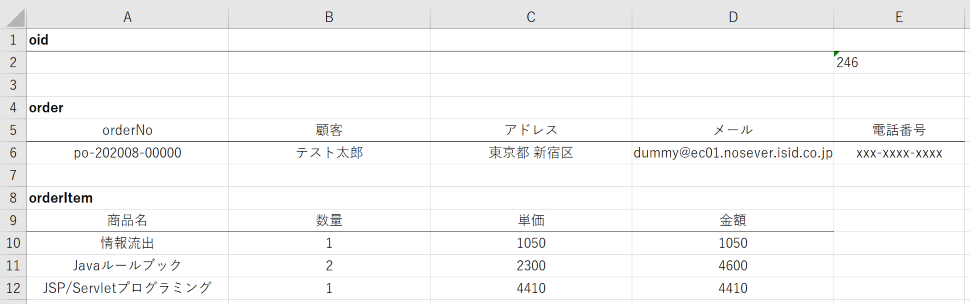 A B C D E
1 oid
2 246
3
4 order
5 orderNo 顧客 アドレス メール 電話番号
6 po-202008-00000 テスト太郎 東京都 新宿区 dummy@ec01.nosever.isid.co.jp xxx-xxxx-xxxx
7
8 orderItem
9 商品名 数量 単価 金額
10 情報流出 1 1050 1050
11 Javaルールブック 2 2300 4600
12 JSP/Servletプログラミング 1 4410 4410